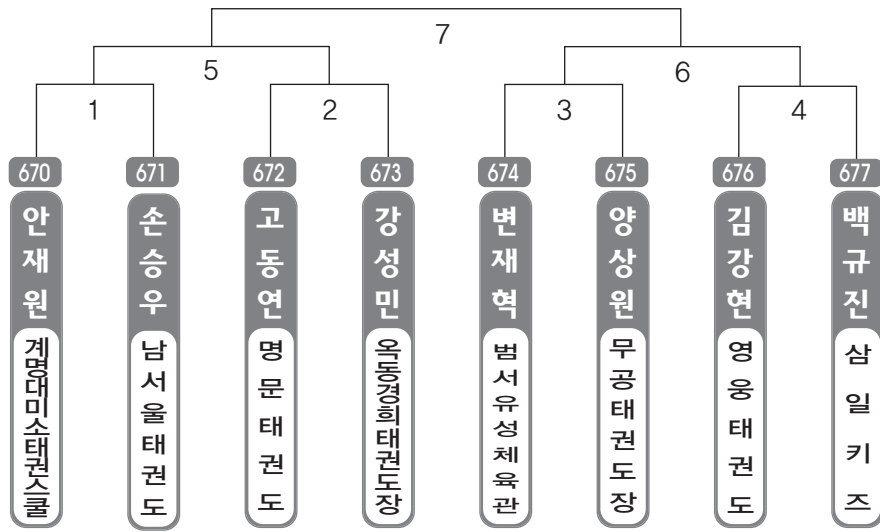 7
5
6
1
2
3
4
670
671
672
673
674
675
676
677
안재원
손승우
고동연
강성민
변재혁
양상원
김강현
백규진
계명대미소태권스쿨
남서울태권도
명문태권도
옥동경희태권도장
범서유성체육관
무공태권도장
영웅태권도
삼일키즈